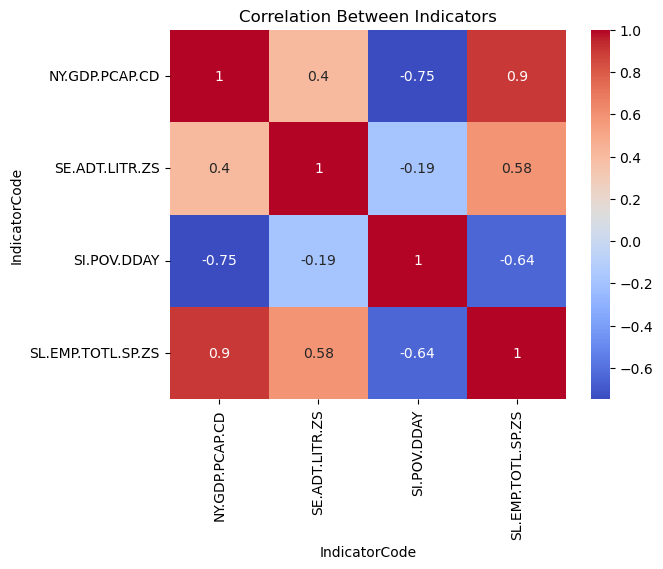 Correlation Between Indicators
IndicatorCode
NY.GDP.PCAP.CD
SE.ADT.LITR.ZS
SI.POV.DDAY
SL.EMP.TOTL.SP.ZS
1 0.4 -0.75 0.9
0.4 1 -0.19 0.58
-0.75 -0.19 1 -0.64
0.9 0.58 -0.64 1
NY.GDP.PCAP.CD
SE.ADT.LITR.ZS
SI.POV.DDAY
SL.EMP.TOTL.SP.ZS
IndicatorCode
1.0
0.8
0.6
0.4
0.2
0.0
−0.2
−0.4
−0.6